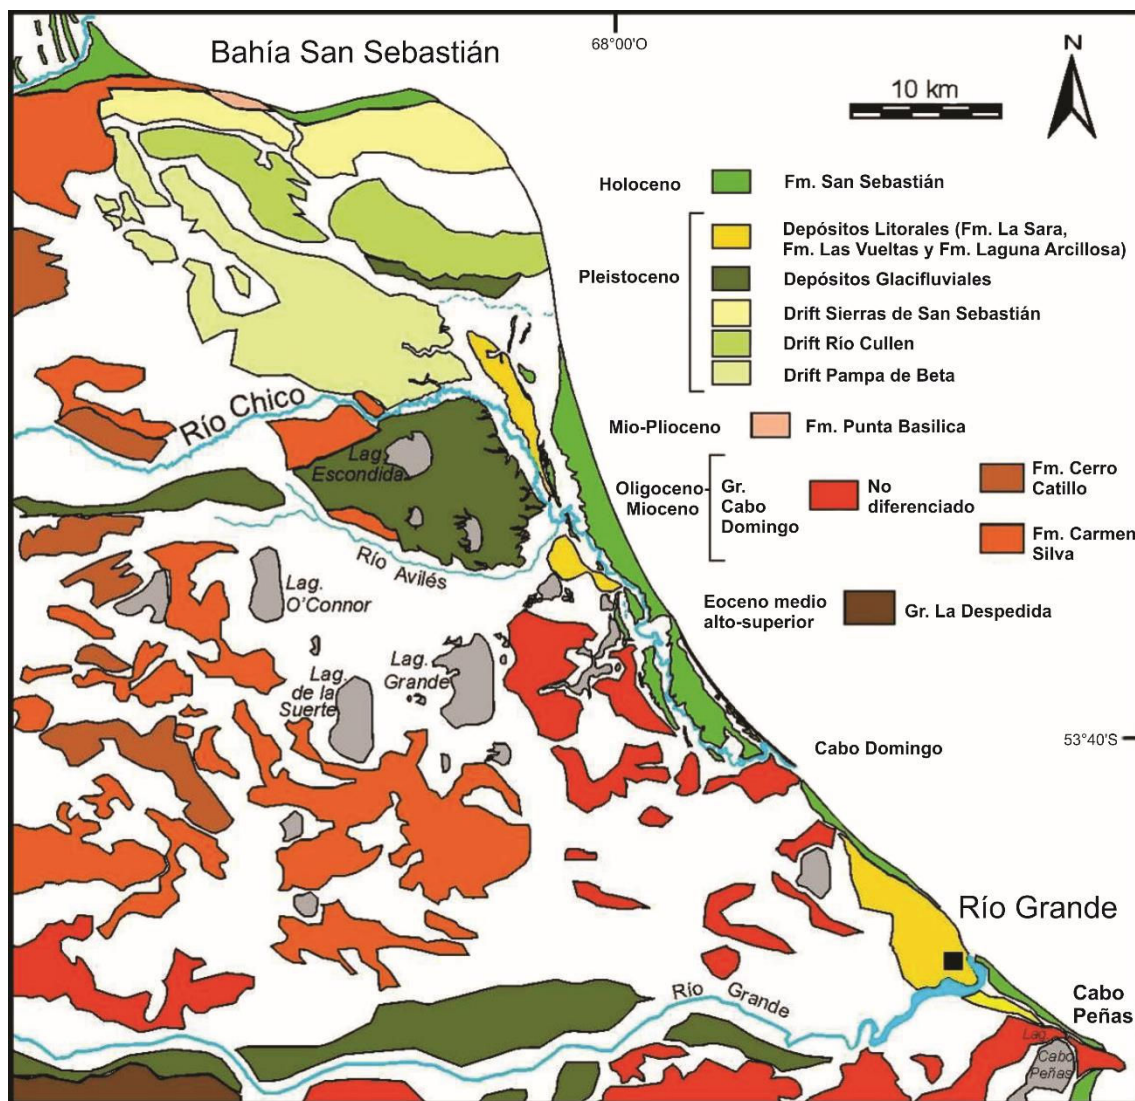 Bahía San Sebastián
68°00'O
N
10 km
Holoceno
Fm. San Sebastián
Pleistoceno
Depósitos Litorales (Fm. La Sara,
Fm. Las Vueltas y Fm. Laguna Arcillosa)
Depósitos Glacifluviales
Drift Sierras de San Sebastián
Drift Río Cullen
Drift Pampa de Beta
Mio-Plioceno
Fm. Punta Basilica
Oligoceno-
Mioceno
Gr.
Cabo
Domingo
No
diferenciado
Fm. Cerro
Catillo
Fm. Carmen
Silva
Eoceno medio
alto-superior
Gr. La Despedida
Río Chico
Lag.
Escondida
Río Avilés
Lag.
O'Connor
Lag.
de la
Suerte
Lag.
Grande
Cabo Domingo
53°40'S
Río Grande
Río Grande
Cabo
Peñas
Lag.
Cabo
Peñas